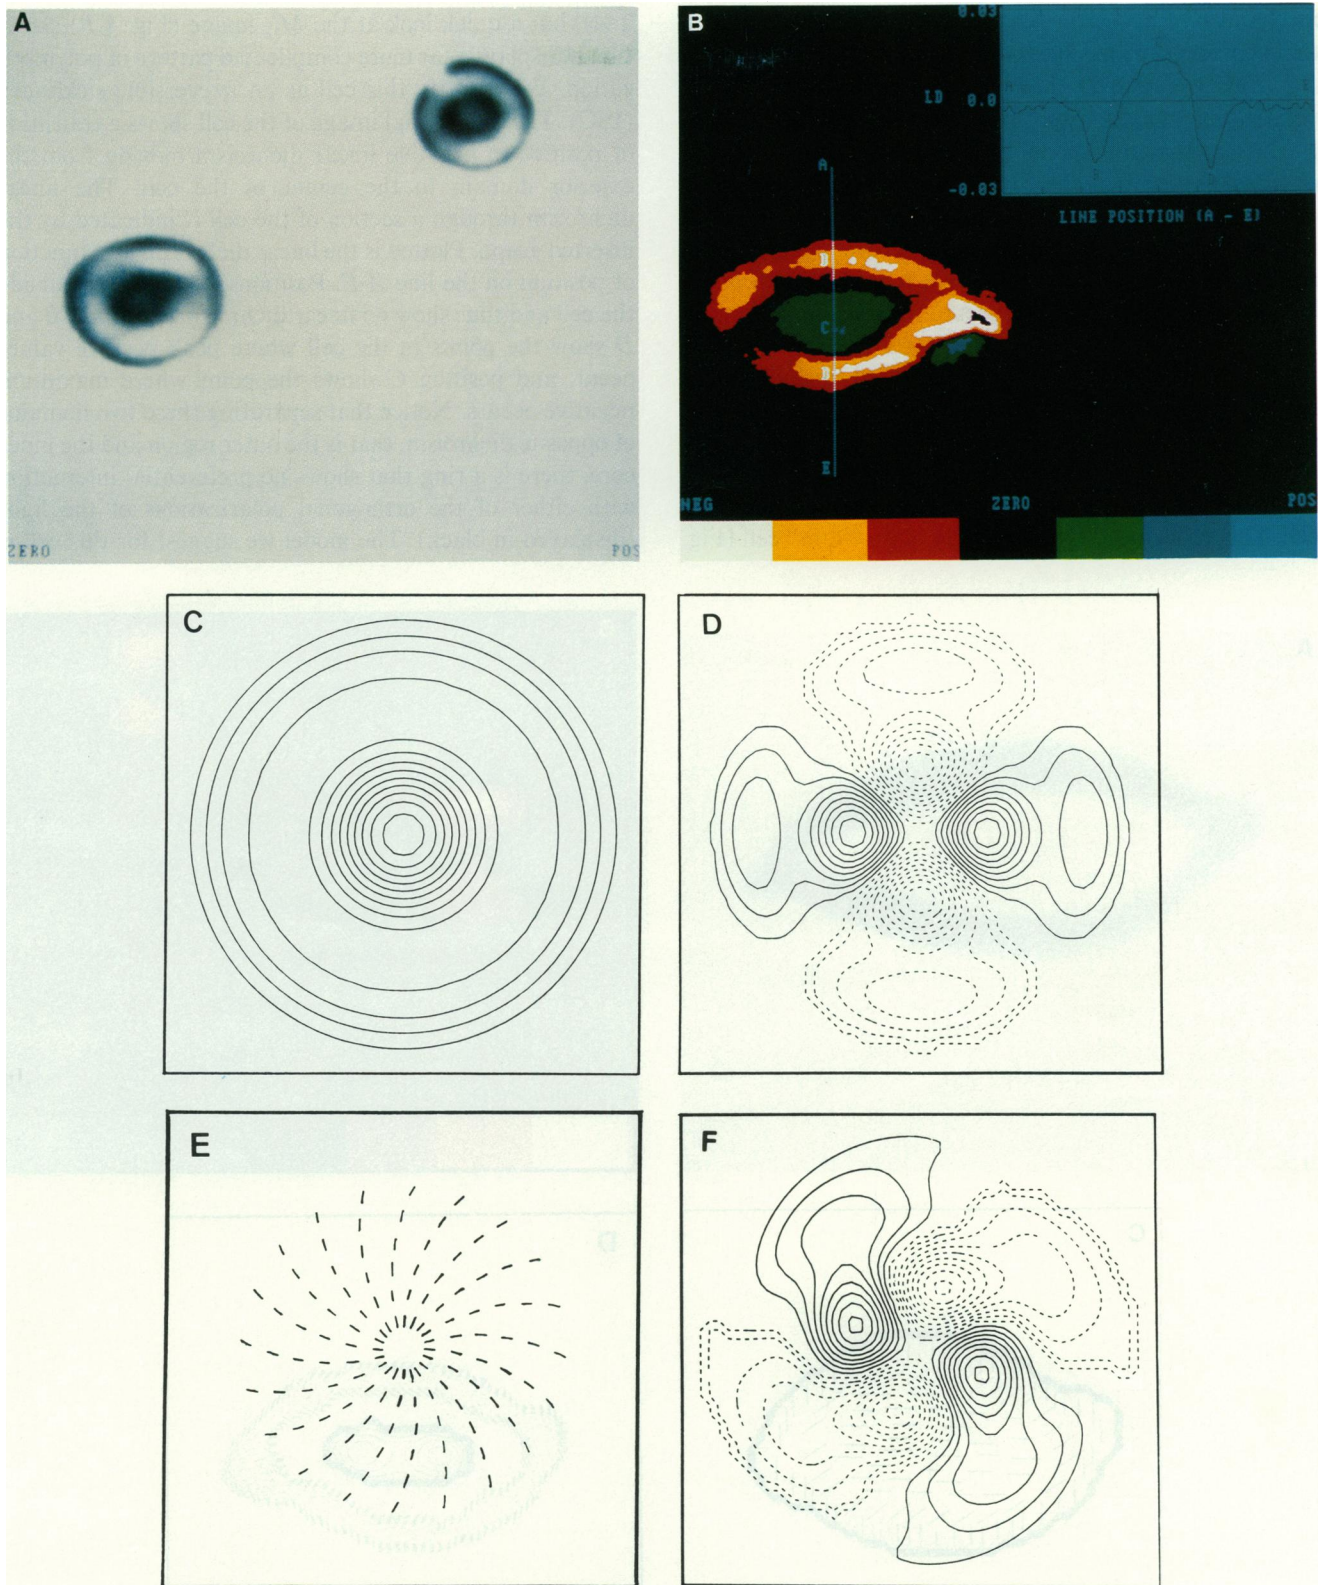 A
ZERO
POS
B
0.03
LD 0.0
-0.03
LINE POSITION (A - E)
A
B
C
D
E
NEG
ZERO
POS
C
D
E
F